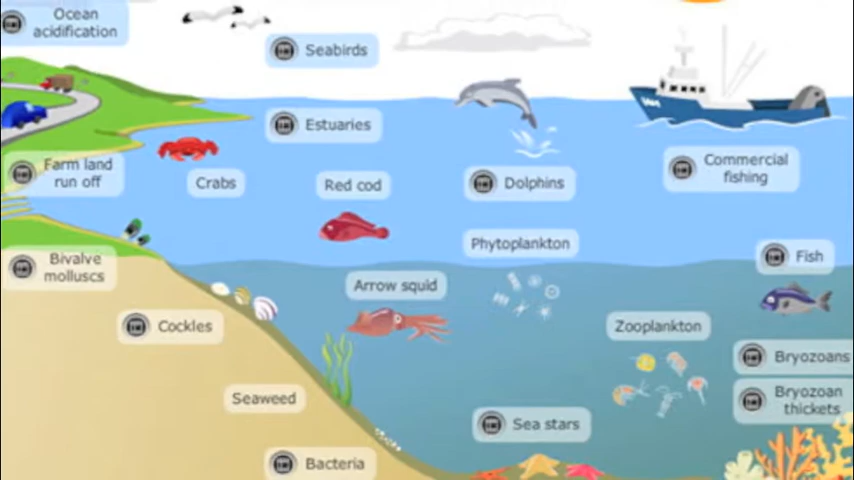 Ocean
acidification
Seabirds
Estuaries
Farm land
run off
Crabs
Red cod
Dolphins
Commercial
fishing
Phytoplankton
Bivalve
molluscs
Arrow squid
Fish
Cockles
Zooplankton
Bryozoans
Seaweed
Bryozoan
thickets
Sea stars
Bacteria